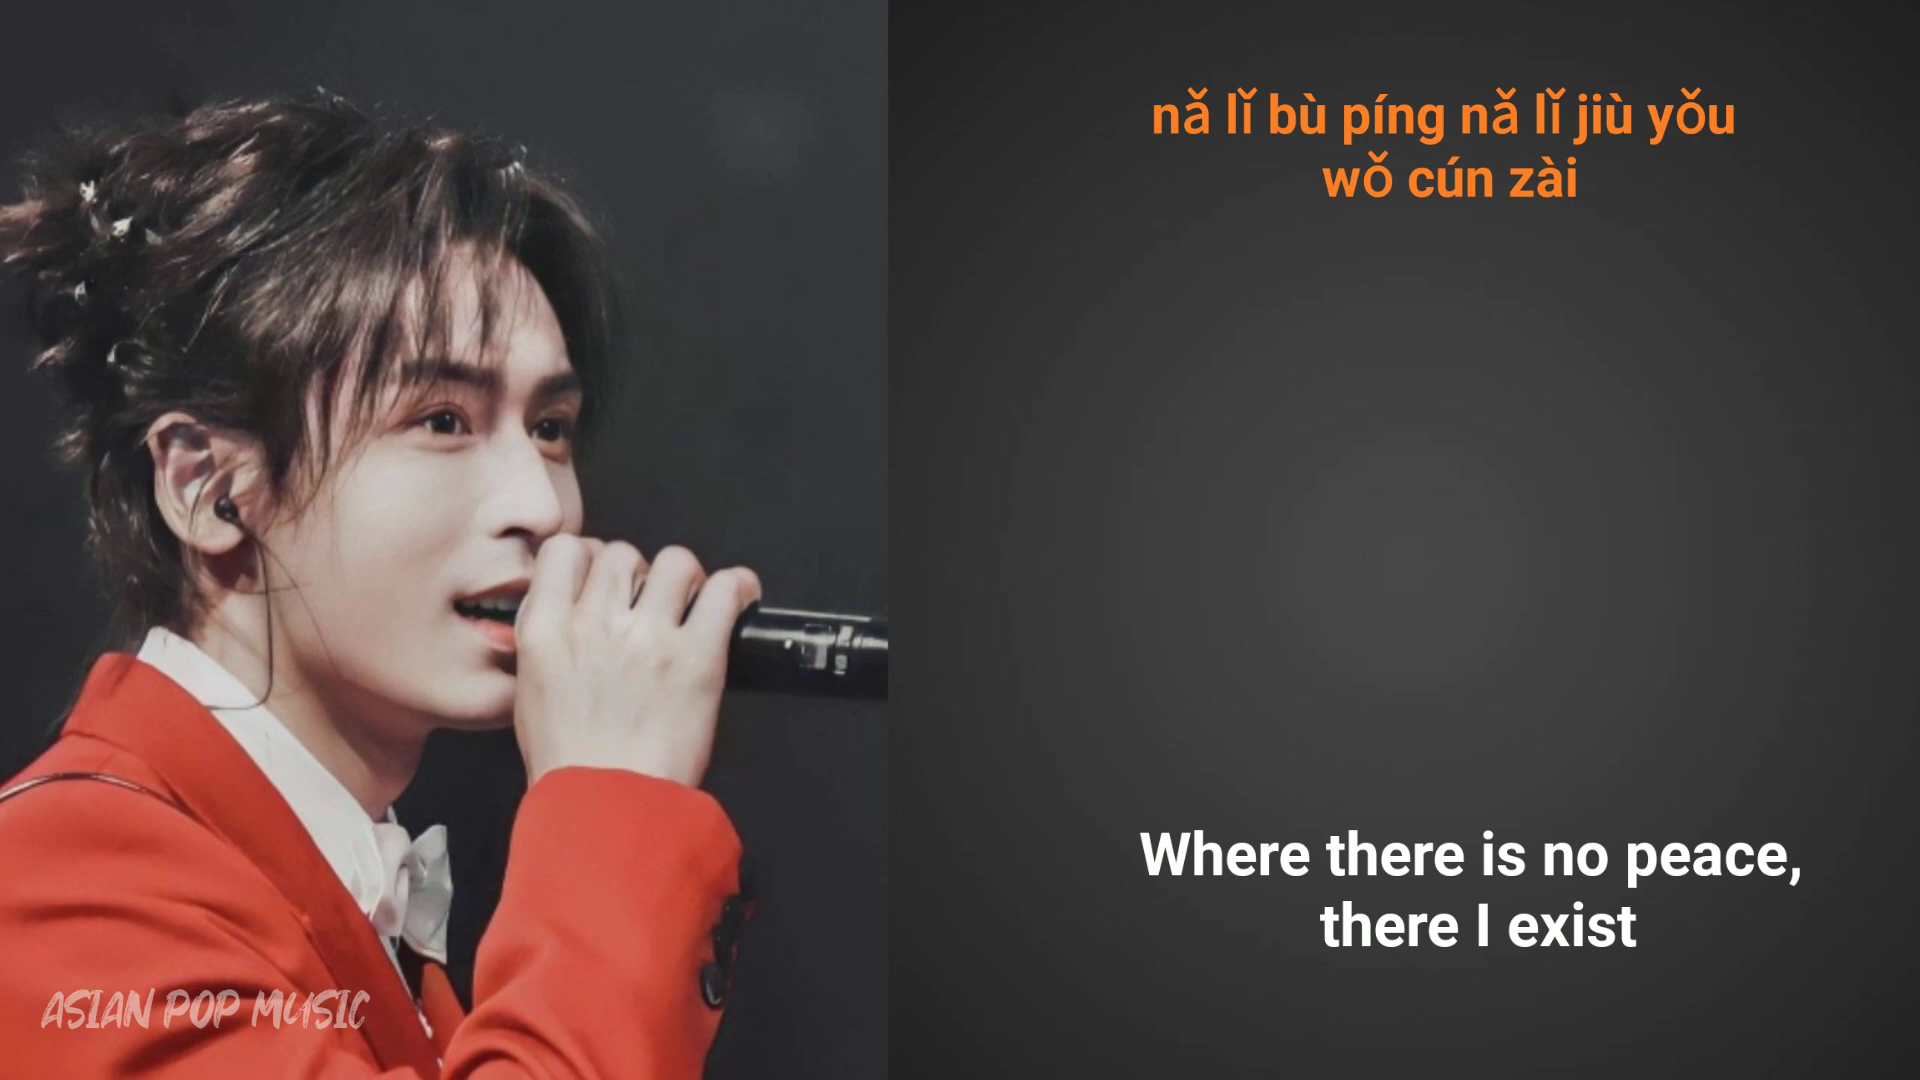 nǎ lǐ bù píng nǎ lǐ jiù yǒu
wǒ cún zài
Where there is no peace,
there I exist
ASIAN POP MUSIC